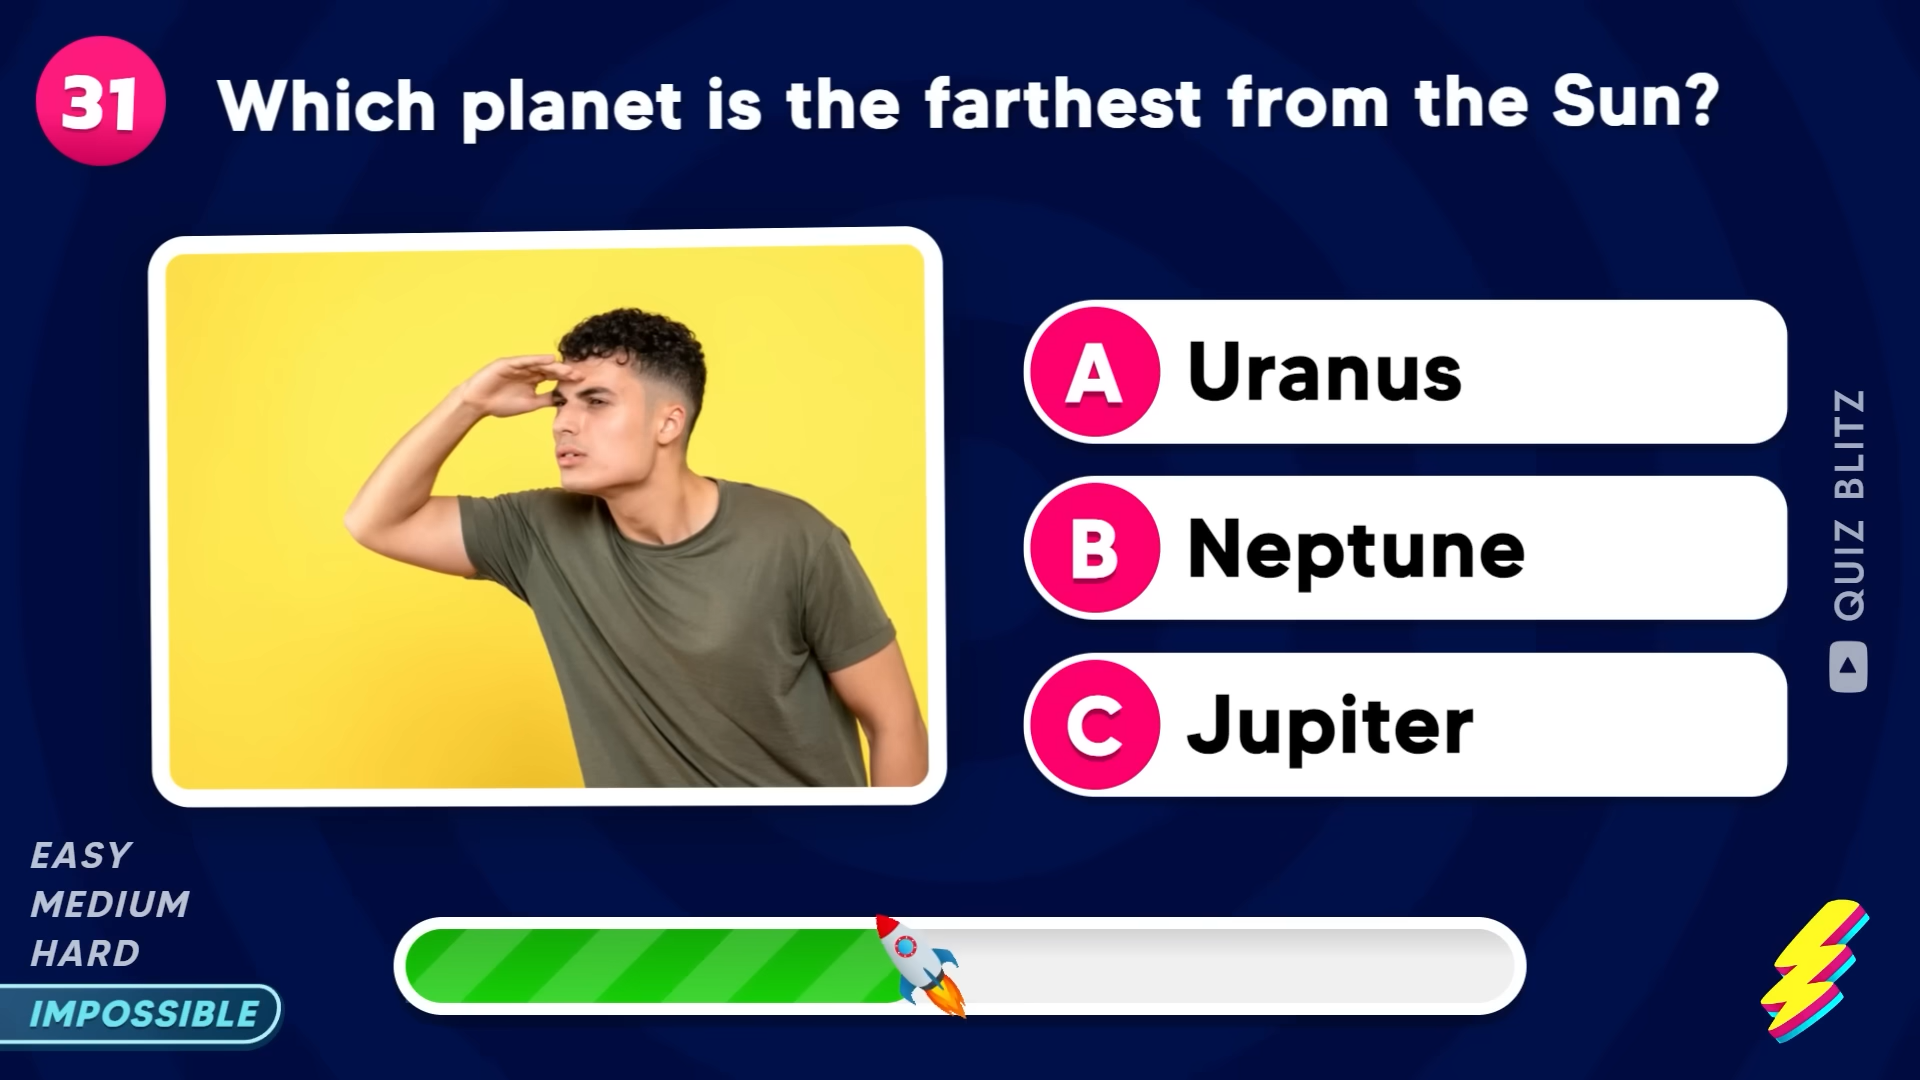 31
Which planet is the farthest from the Sun?
A Uranus
B Neptune
C Jupiter
QUIZ BLITZ
EASY
MEDIUM
HARD
IMPOSSIBLE